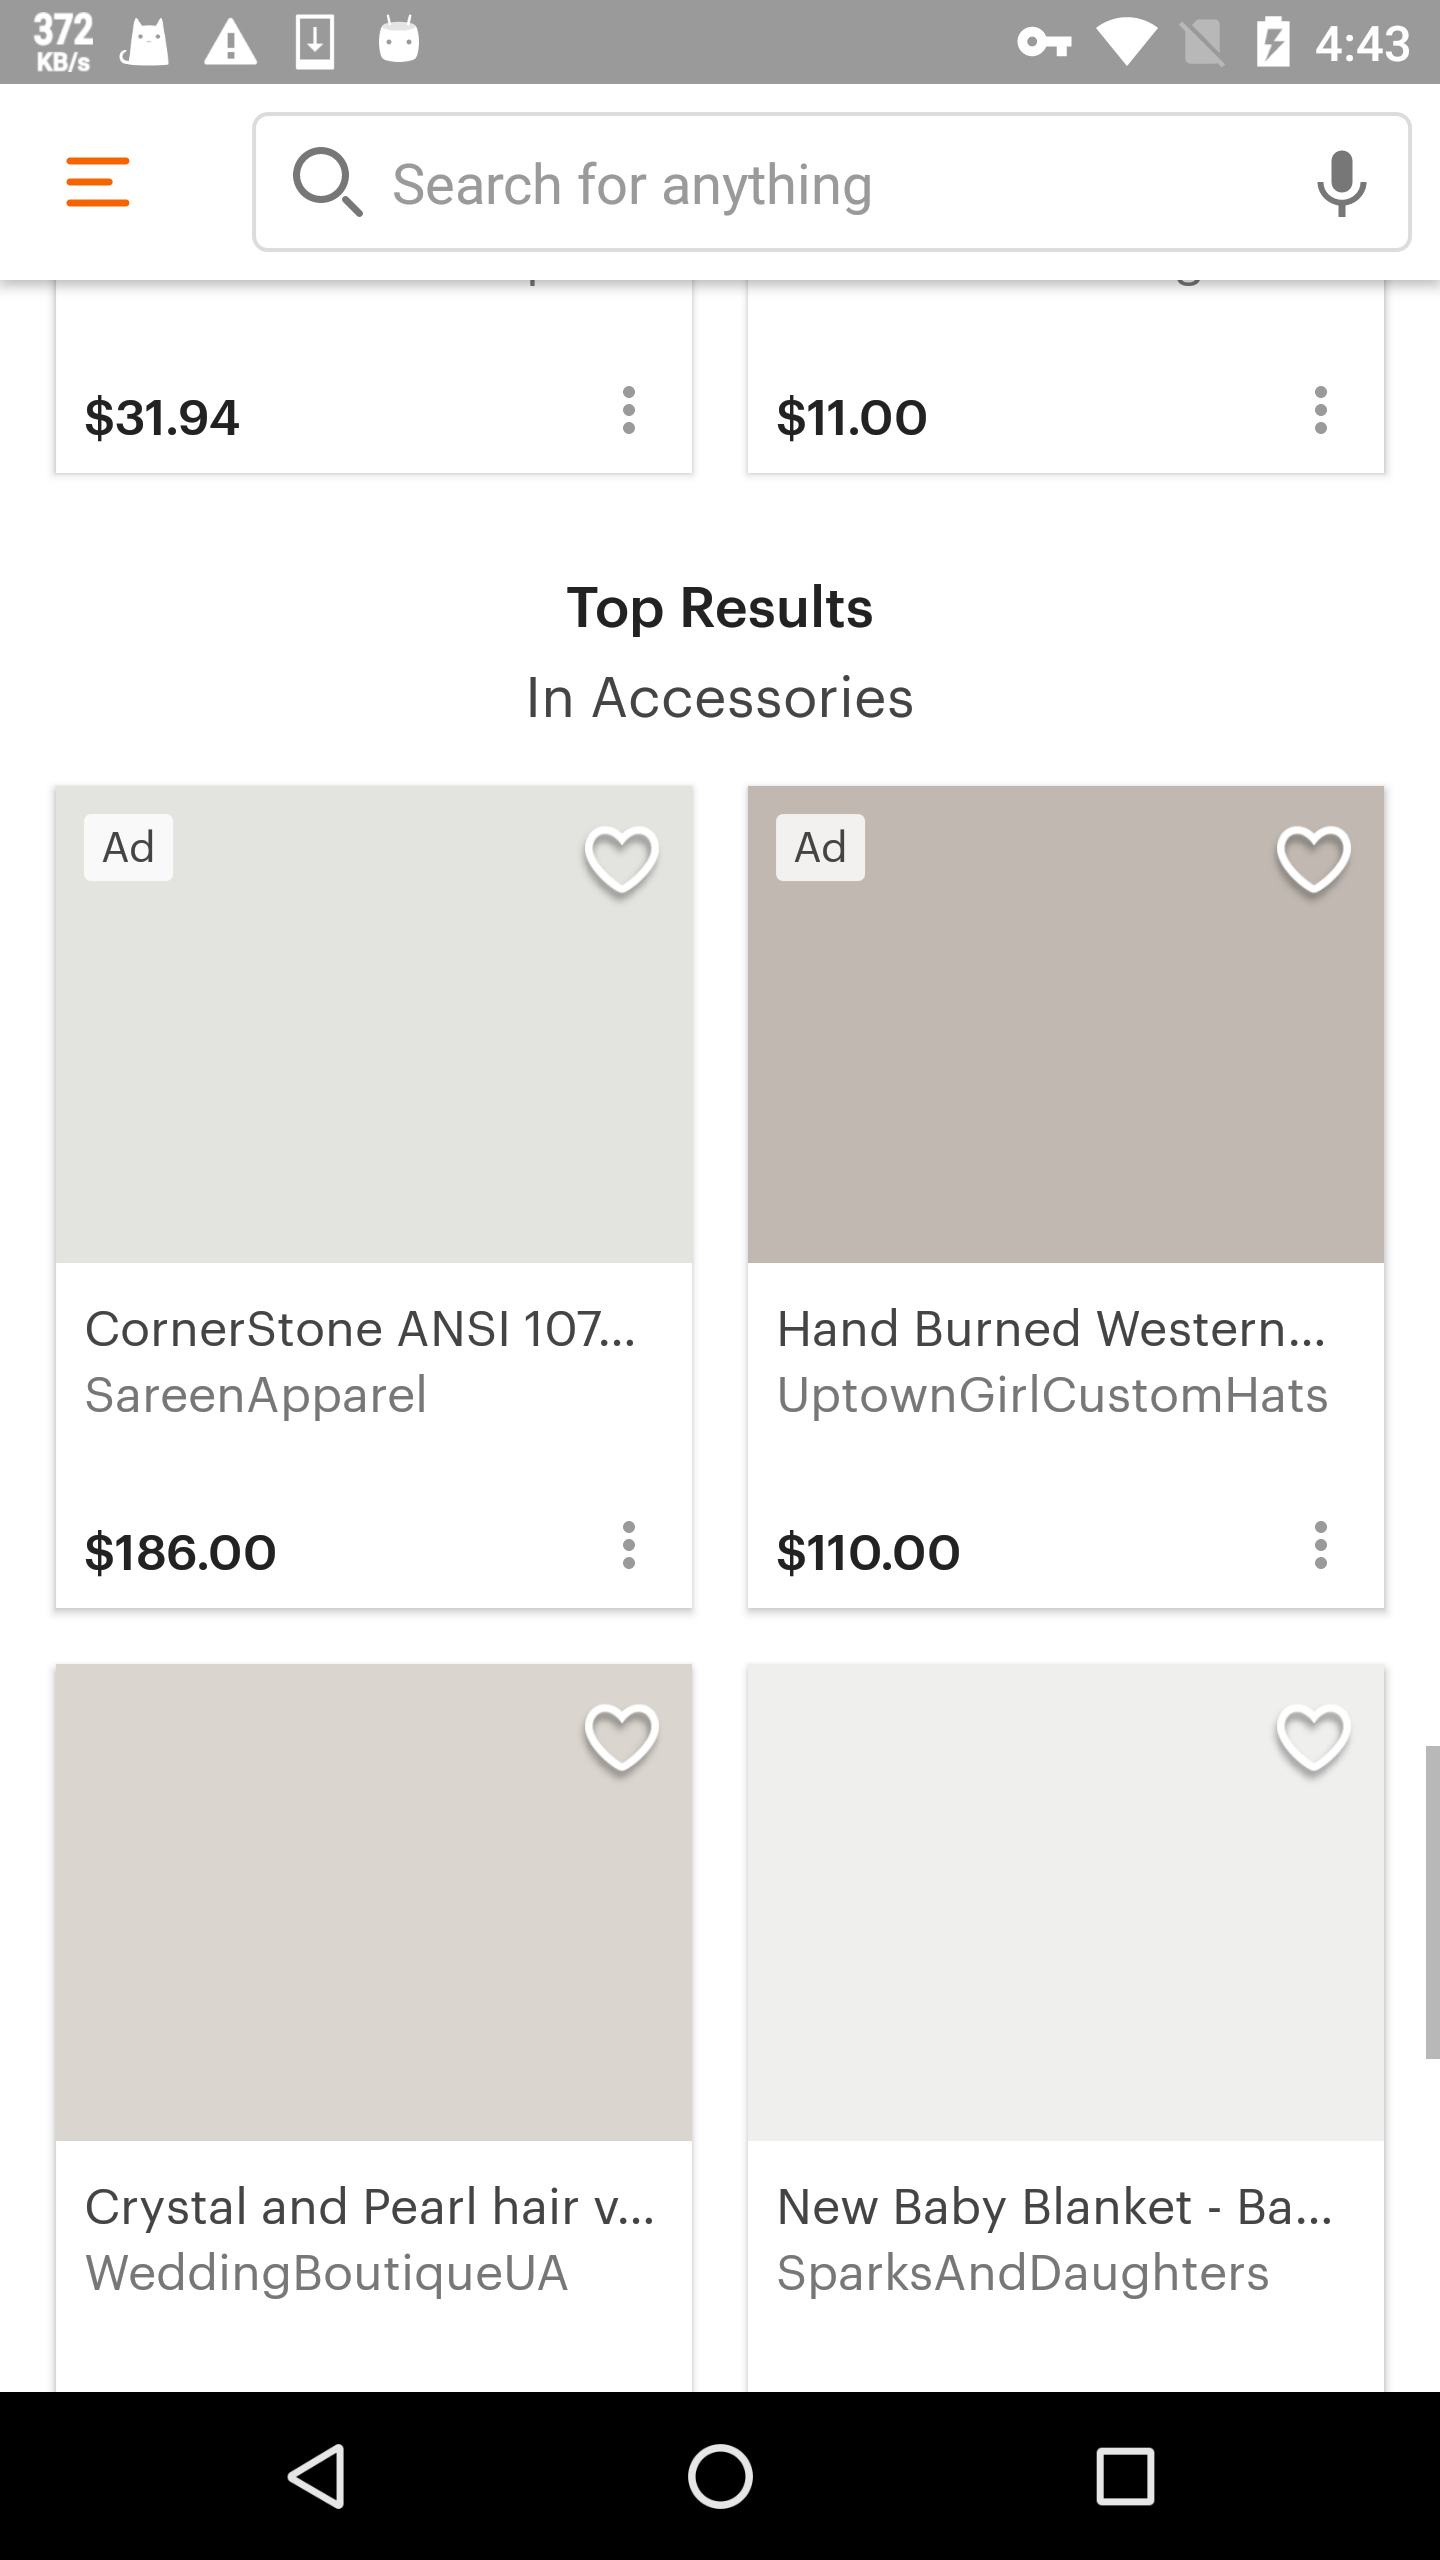 372
KB/s
4:43
Search for anything
$31.94
$11.00
Top Results
In Accessories
Ad
Ad
CornerStone ANSI 107...
SareenApparel
$186.00
Hand Burned Western...
UptownGirlCustomHats
$110.00
Crystal and Pearl hair v...
WeddingBoutiqueUA
New Baby Blanket - Ba...
SparksAndDaughters